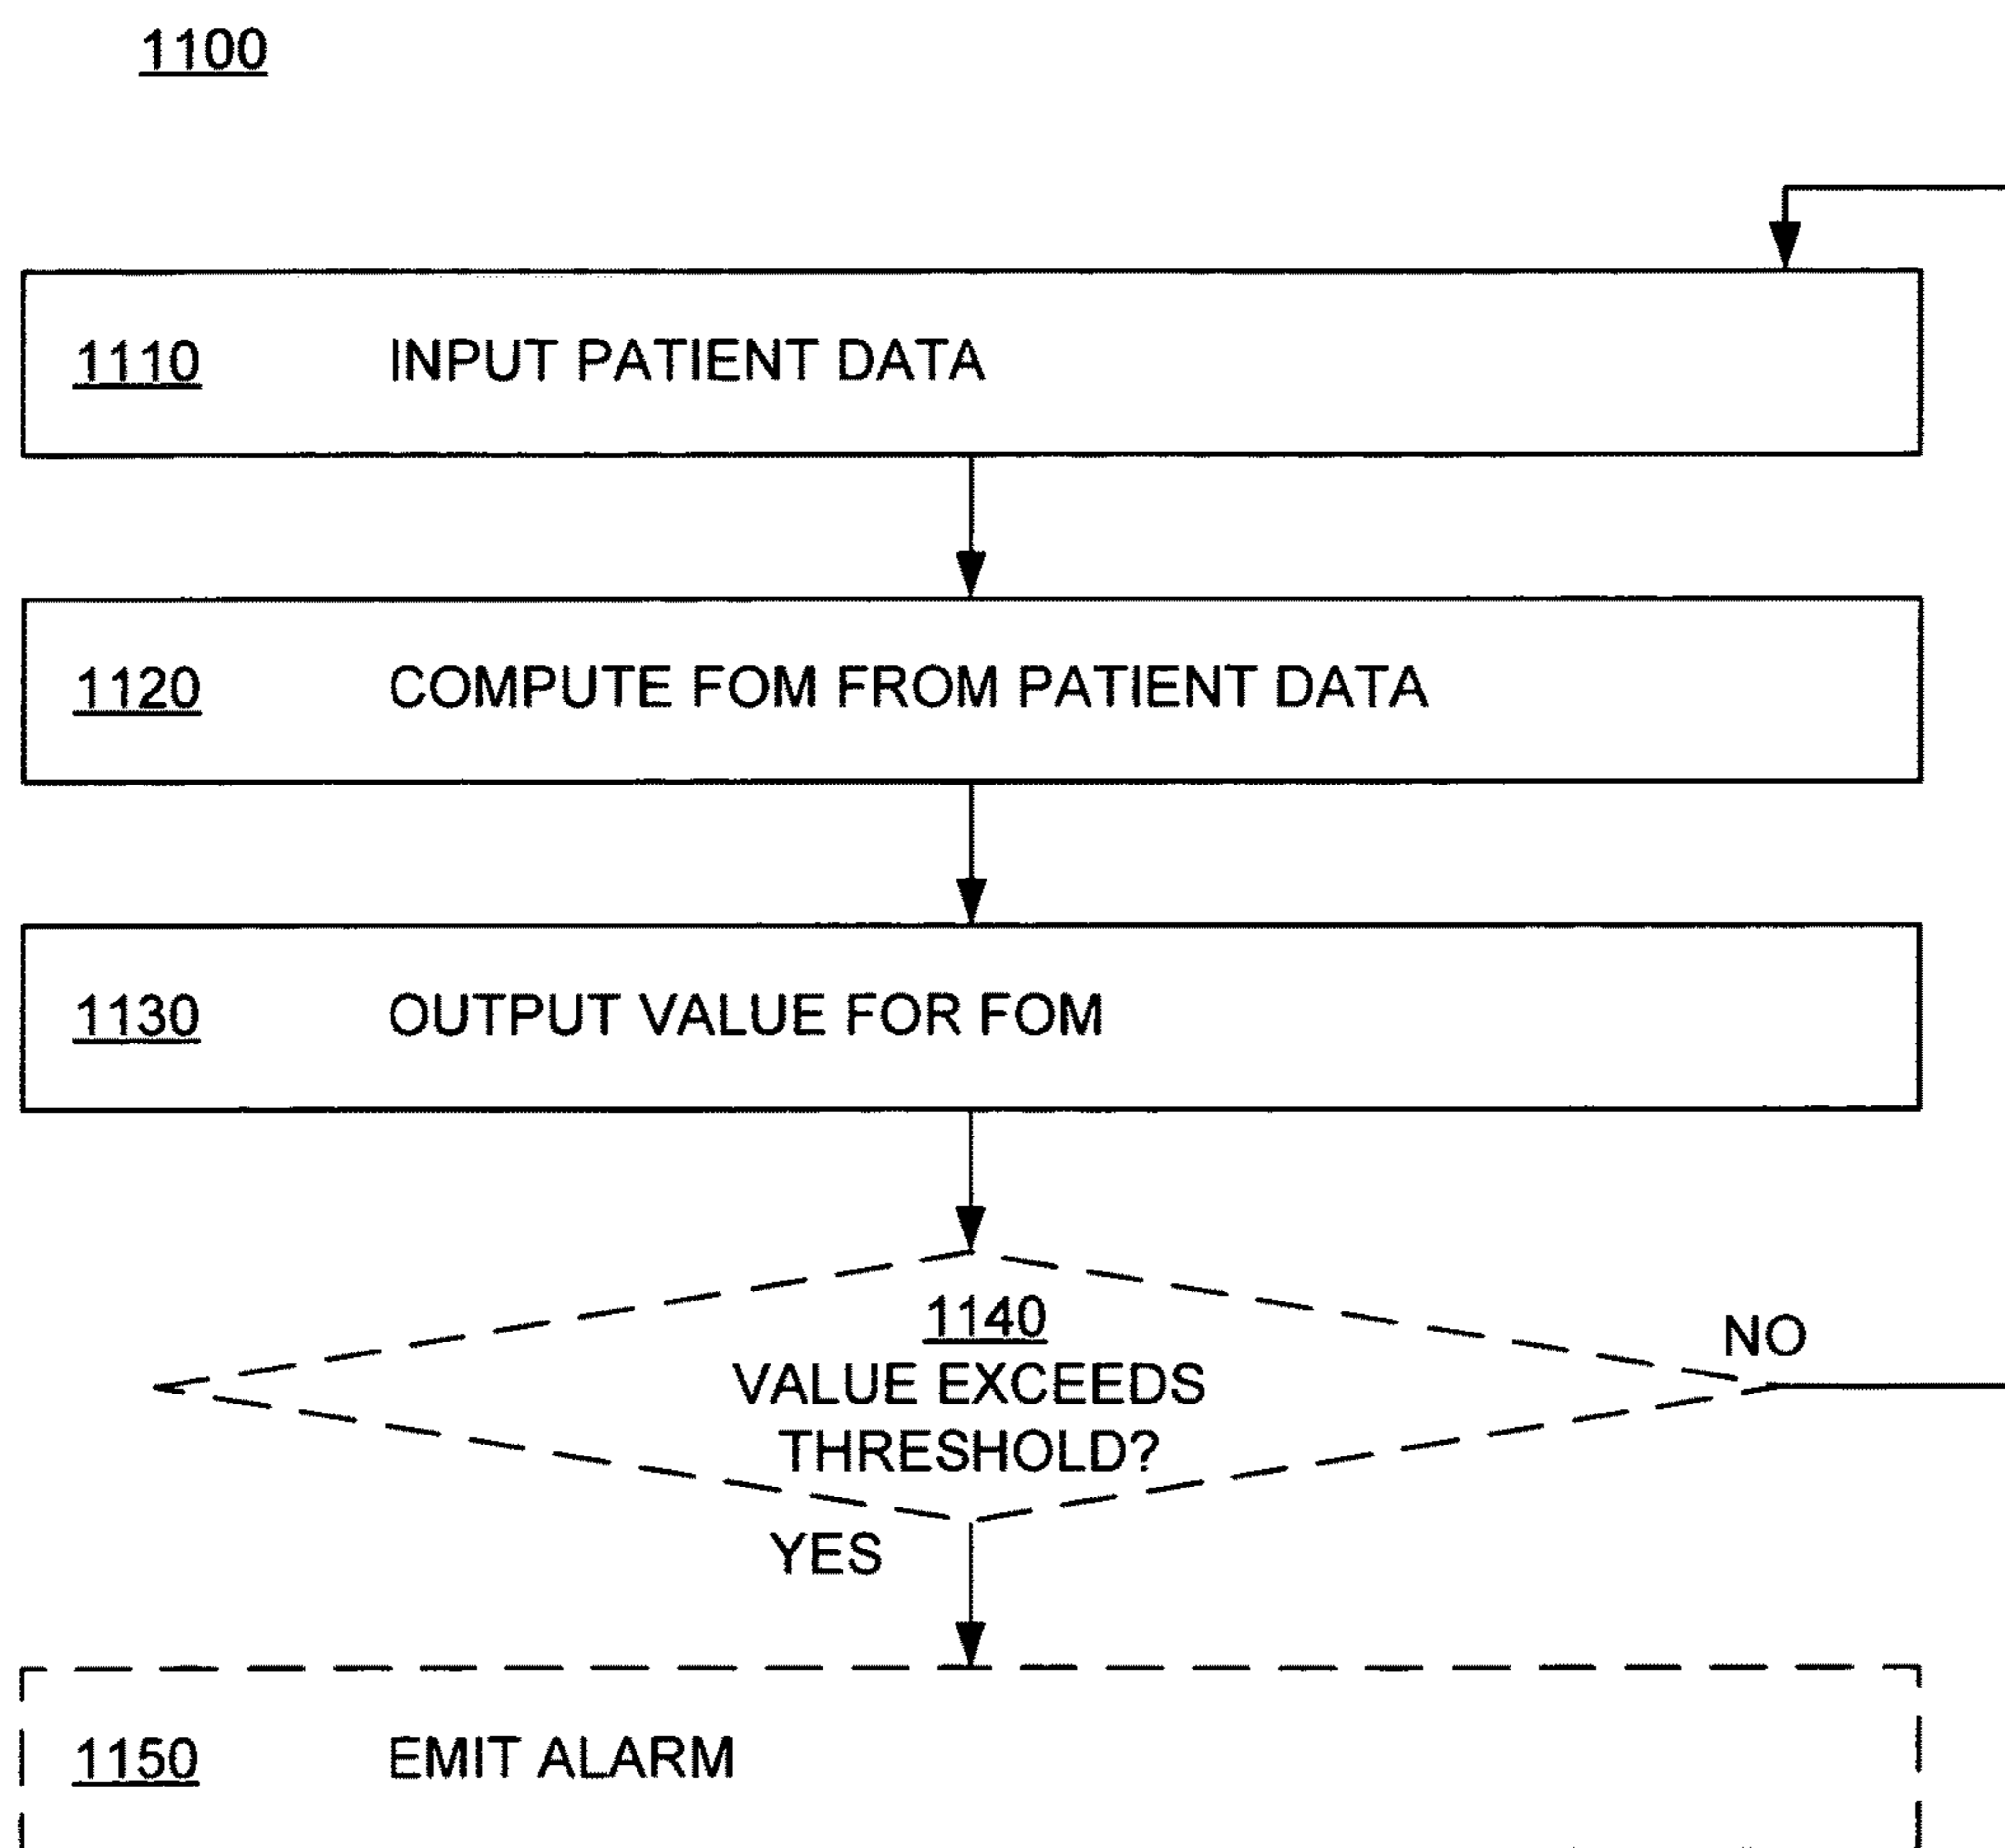 1100
1110 INPUT PATIENT DATA
1120 COMPUTE FOM FROM PATIENT DATA
1130 OUTPUT VALUE FOR FOM
1140
VALUE EXCEEDS
THRESHOLD?
NO
YES
1150 EMIT ALARM